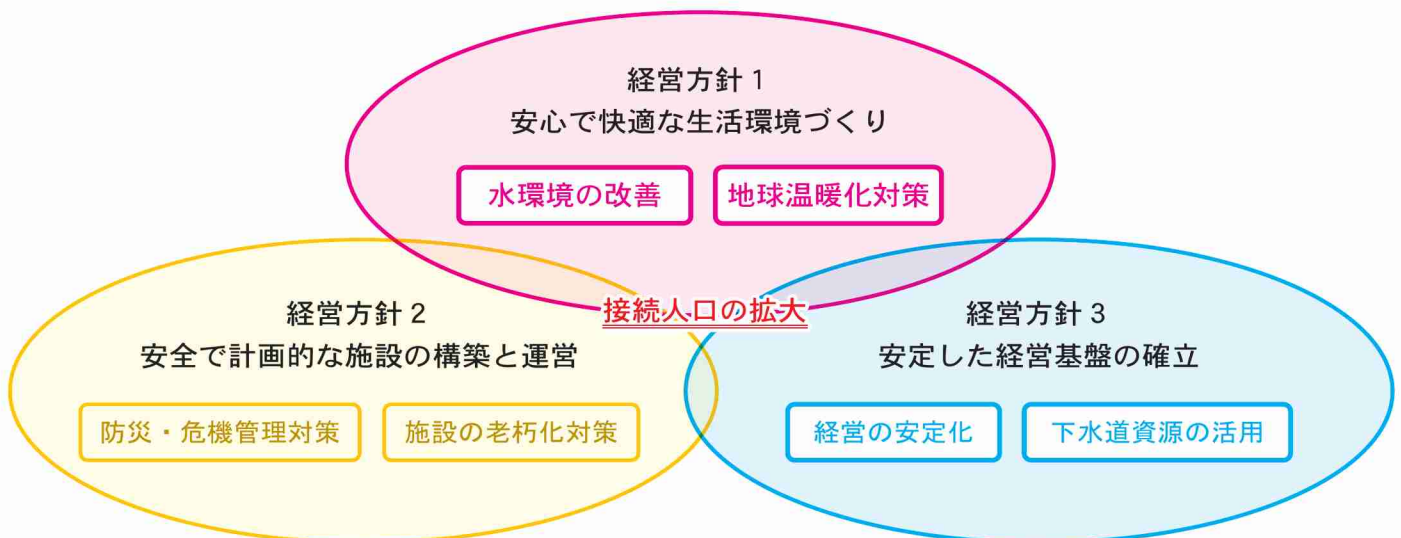 経営方針 1
安心で快適な生活環境づくり
水環境の改善
地球温暖化対策
接続人口の拡大
経営方針 2
安全で計画的な施設の構築と運営
防災・危機管理対策
施設の老朽化対策
経営方針 3
安定した経営基盤の確立
経営の安定化
下水道資源の活用